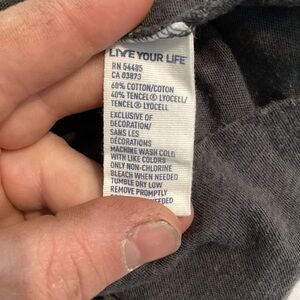 LIVE YOUR LIFE
RN 54485
CA 03873
60% COTTON/COTON
40% TENCEL® LYOCELL/
TENCEL® LYOCELL
EXCLUSIVE OF
DECORATION/
SANS LES
DÉCORATIONS
MACHINE WASH COLD
WITH LIKE COLORS
ONLY NON-CHLORINE
BLEACH WHEN NEEDED
TUMBLE DRY LOW
REMOVE PROMPTLY
NEEDED